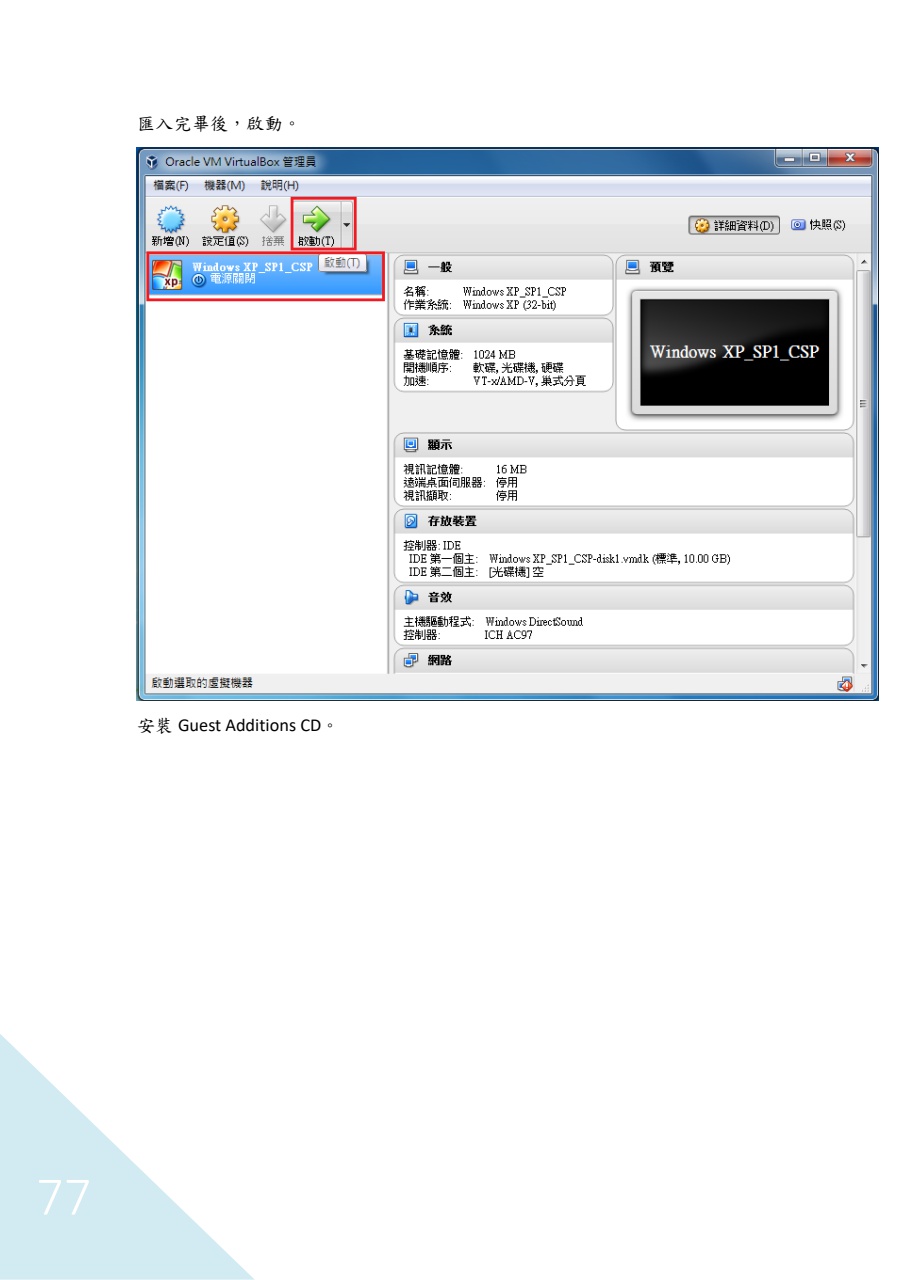 匯入完畢後，啟動。
Oracle VM VirtualBox 管理員
檔案(F) 機器(M) 說明(H)
新增(N) 設定值(S) 捨棄 啟動(T) 詳細資料(D) 快照(S)
啟動(T)
Windows XP_SP1_CSP
電源關閉
xp
一般
名稱: Windows XP_SP1_CSP
作業系統: Windows XP (32-bit)
系統
基礎記憶體: 1024 MB
開機順序: 軟碟, 光碟機, 硬碟
加速: VT-x/AMD-V, 巢式分頁
預覽
Windows XP_SP1_CSP
顯示
視訊記憶體: 16 MB
遠端桌面伺服器: 停用
視訊擷取: 停用
存放裝置
控制器: IDE
IDE 第一個主: Windows XP_SP1_CSP-disk1.vmdk (標準, 10.00 GB)
IDE 第二個主: [光碟機] 空
音效
主機驅動程式: Windows DirectSound
控制器: ICH AC97
網路
啟動選取的虛擬機器
安裝 Guest Additions CD。
77